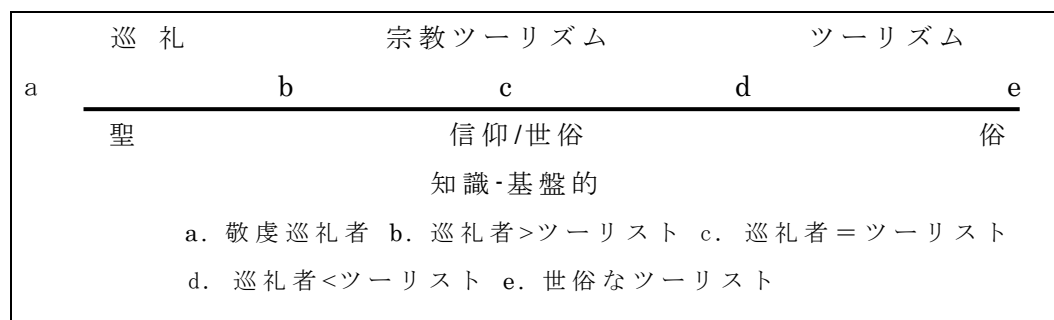 巡 礼 宗教ツーリズム ツーリズム
a b c d e
聖 信仰/世俗 俗
知識-基盤的
a. 敬虔巡礼者 b. 巡礼者>ツーリスト c. 巡礼者＝ツーリスト
d. 巡礼者<ツーリスト e. 世俗なツーリスト